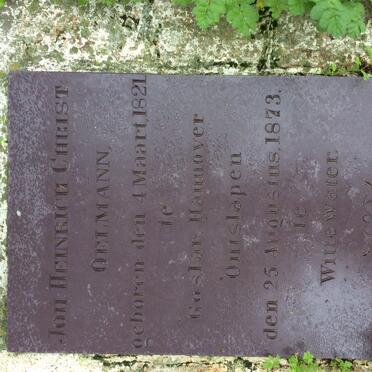 JOH HEINRICH CHRIST
OELMANN
geboren den 4 Maart 1821
te
Goslar Hannover
Ontslapen
den 25 Augustus 1873.
te
Wittewater.